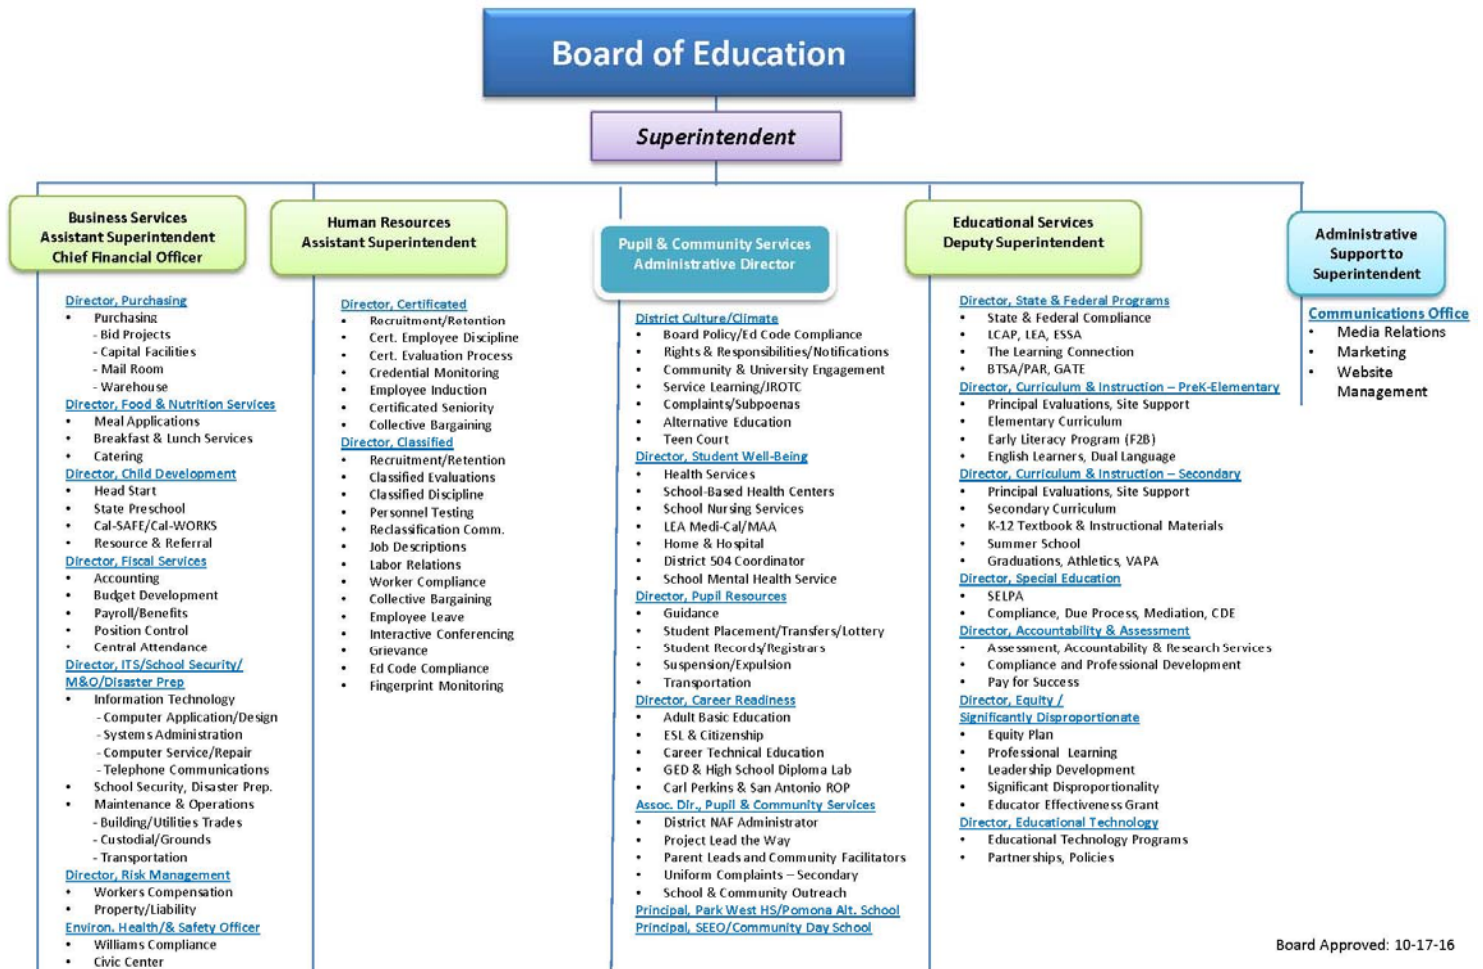 Board of Education
Superintendent
Business Services
Assistant Superintendent
Chief Financial Officer
Director, Purchasing
• Purchasing
- Bid Projects
- Capital Facilities
- Mail Room
- Warehouse
Director, Food & Nutrition Services
• Meal Applications
• Breakfast & Lunch Services
• Catering
Director, Child Development
• Head Start
• State Preschool
• Cal-SAFE/Cal-WORKS
• Resource & Referral
Director, Fiscal Services
• Accounting
• Budget Development
• Payroll/Benefits
• Position Control
• Central Attendance
Director, ITS/School Security/
M&O/Disaster Prep
• Information Technology
- Computer Application/Design
- Systems Administration
- Computer Service/Repair
- Telephone Communications
• School Security, Disaster Prep.
• Maintenance & Operations
- Building/Utilities Trades
- Custodial/Grounds
- Transportation
Director, Risk Management
• Workers Compensation
• Property/Liability
Environ. Health/& Safety Officer
• Williams Compliance
• Civic Center
Human Resources
Assistant Superintendent
Director, Certificated
• Recruitment/Retention
• Cert. Employee Discipline
• Cert. Evaluation Process
• Credential Monitoring
• Employee Induction
• Certificated Seniority
• Collective Bargaining
Director, Classified
• Recruitment/Retention
• Classified Evaluations
• Classified Discipline
• Personnel Testing
• Reclassification Comm.
• Job Descriptions
• Labor Relations
• Worker Compliance
• Collective Bargaining
• Employee Leave
• Interactive Conferencing
• Grievance
• Ed Code Compliance
• Fingerprint Monitoring
Pupil & Community Services
Administrative Director
District Culture/Climate
• Board Policy/Ed Code Compliance
• Rights & Responsibilities/Notifications
• Community & University Engagement
• Service Learning/JROTC
• Complaints/Subpoenas
• Alternative Education
• Teen Court
Director, Student Well-Being
• Health Services
• School-Based Health Centers
• School Nursing Services
• LEA Medi-Cal/MAA
• Home & Hospital
• District 504 Coordinator
• School Mental Health Service
Director, Pupil Resources
• Guidance
• Student Placement/Transfers/Lottery
• Student Records/Registrars
• Suspension/Expulsion
• Transportation
Director, Career Readiness
• Adult Basic Education
• ESL & Citizenship
• Career Technical Education
• GED & High School Diploma Lab
• Carl Perkins & San Antonio ROP
Assoc. Dir., Pupil & Community Services
• District NAF Administrator
• Project Lead the Way
• Parent Leads and Community Facilitators
• Uniform Complaints – Secondary
• School & Community Outreach
Principal, Park West HS/Pomona Alt. School
Principal, SEEO/Community Day School
Educational Services
Deputy Superintendent
Director, State & Federal Programs
• State & Federal Compliance
• LCAP, LEA, ESSA
• The Learning Connection
• BTSA/PAR, GATE
Director, Curriculum & Instruction – PreK-Elementary
• Principal Evaluations, Site Support
• Elementary Curriculum
• Early Literacy Program (F2B)
• English Learners, Dual Language
Director, Curriculum & Instruction – Secondary
• Principal Evaluations, Site Support
• Secondary Curriculum
• K-12 Textbook & Instructional Materials
• Summer School
• Graduations, Athletics, VAPA
Director, Special Education
• SELPA
• Compliance, Due Process, Mediation, CDE
Director, Accountability & Assessment
• Assessment, Accountability & Research Services
• Compliance and Professional Development
• Pay for Success
Director, Equity /
Significantly Disproportionate
• Equity Plan
• Professional Learning
• Leadership Development
• Significant Disproportionality
• Educator Effectiveness Grant
Director, Educational Technology
• Educational Technology Programs
• Partnerships, Policies
Administrative
Support to
Superintendent
Communications Office
• Media Relations
• Marketing
• Website
Management
Board Approved: 10-17-16